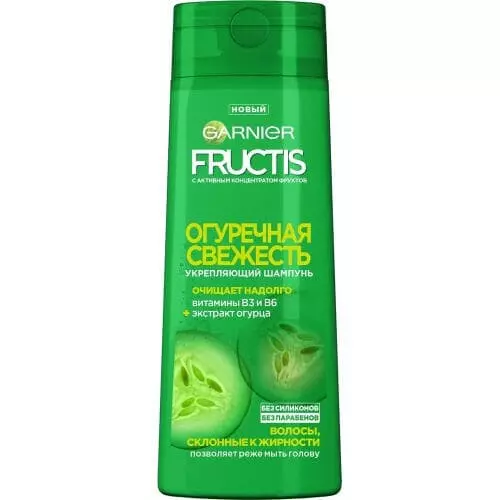 НОВЫЙ
GARNIER
FRUCTIS
С АКТИВНЫМ КОНЦЕНТРАТОМ ФРУКТОВ
ОГУРЕЧНАЯ
СВЕЖЕСТЬ
УКРЕПЛЯЮЩИЙ ШАМПУНЬ
ОЧИЩАЕТ НАДОЛГО
витамины B3 и B6
+ экстракт огурца
БЕЗ СИЛИКОНОВ
БЕЗ ПАРАБЕНОВ
ВОЛОСЫ,
СКЛОННЫЕ К ЖИРНОСТИ
позволяет реже мыть голову